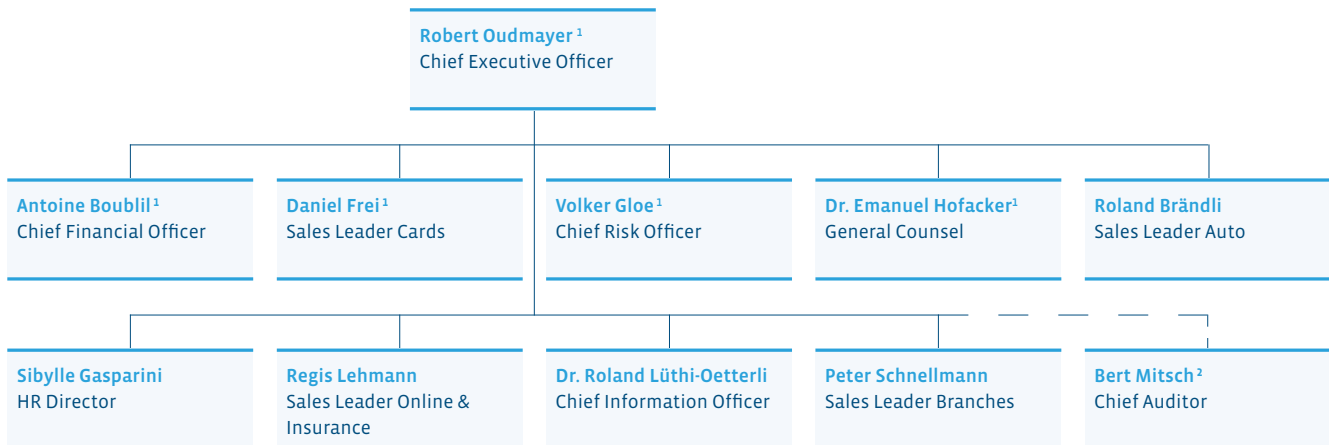 Robert Oudmayer ¹
Chief Executive Officer
Antoine Boublil ¹
Chief Financial Officer
Daniel Frei ¹
Sales Leader Cards
Volker Gloe ¹
Chief Risk Officer
Dr. Emanuel Hofacker¹
General Counsel
Roland Brändli
Sales Leader Auto
Sibylle Gasparini
HR Director
Regis Lehmann
Sales Leader Online &
Insurance
Dr. Roland Lüthi-Oetterli
Chief Information Officer
Peter Schnellmann
Sales Leader Branches
Bert Mitsch ²
Chief Auditor